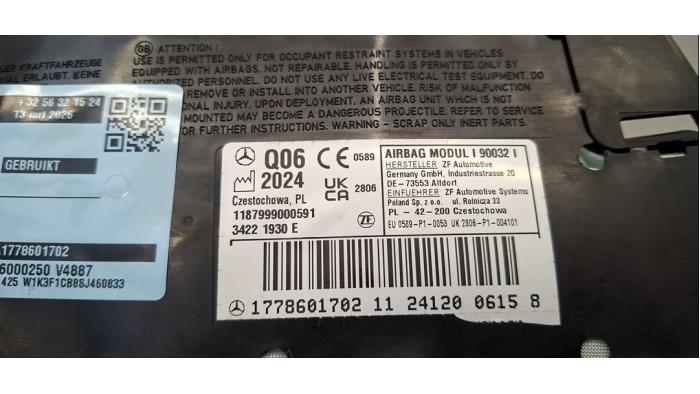 GB ATTENTION !
USE IS PERMITTED ONLY FOR OCCUPANT RESTRAINT SYSTEMS IN VEHICLES
EQUIPPED WITH AIRBAGS. NOT REPAIRABLE. HANDLING IS PERMITTED ONLY BY
AUTHORIZED PERSONNEL. DO NOT USE ANY LIVE ELECTRICAL TEST EQUIPMENT. DO
REMOVE OR INSTALL INTO ANOTHER VEHICLE. RISK OF MALFUNCTION
ONAL INJURY. UPON DEPLOYMENT, AN AIRBAG UNIT WHICH IS NOT
MOUNTED MAY BECOME A DANGEROUS PROJECTILE. REFER TO SERVICE
FURTHER INSTRUCTIONS. WARNING - SCRAP ONLY INERT PARTS.
UER KRAFTFAHRZEUGE
UAL ERLAUBT. KEINE
+32 56 32 15 24
13 mrt 2026
GEBRUIKT
1778601702
6000250 V4887
425 W1K3F1CB8SJ460833
Q06 CE 0589
2024 UKCA 2806
Czestochowa, PL
1187999000591
3422 1930 E ZF
AIRBAG MODUL I 90032 I
HERSTELLER ZF Automotive
Germany GmbH, Industriestrasse 20
DE-73553 Alfdorf
EINFUEHRER ZF Automotive Systems
Poland Sp. z o.o. ul. Rolnicza 33
PL - 42-200 Czestochowa
EU 0589-P1-0053 UK 2806-P1-004101
1778601702 11 24120 0615 8